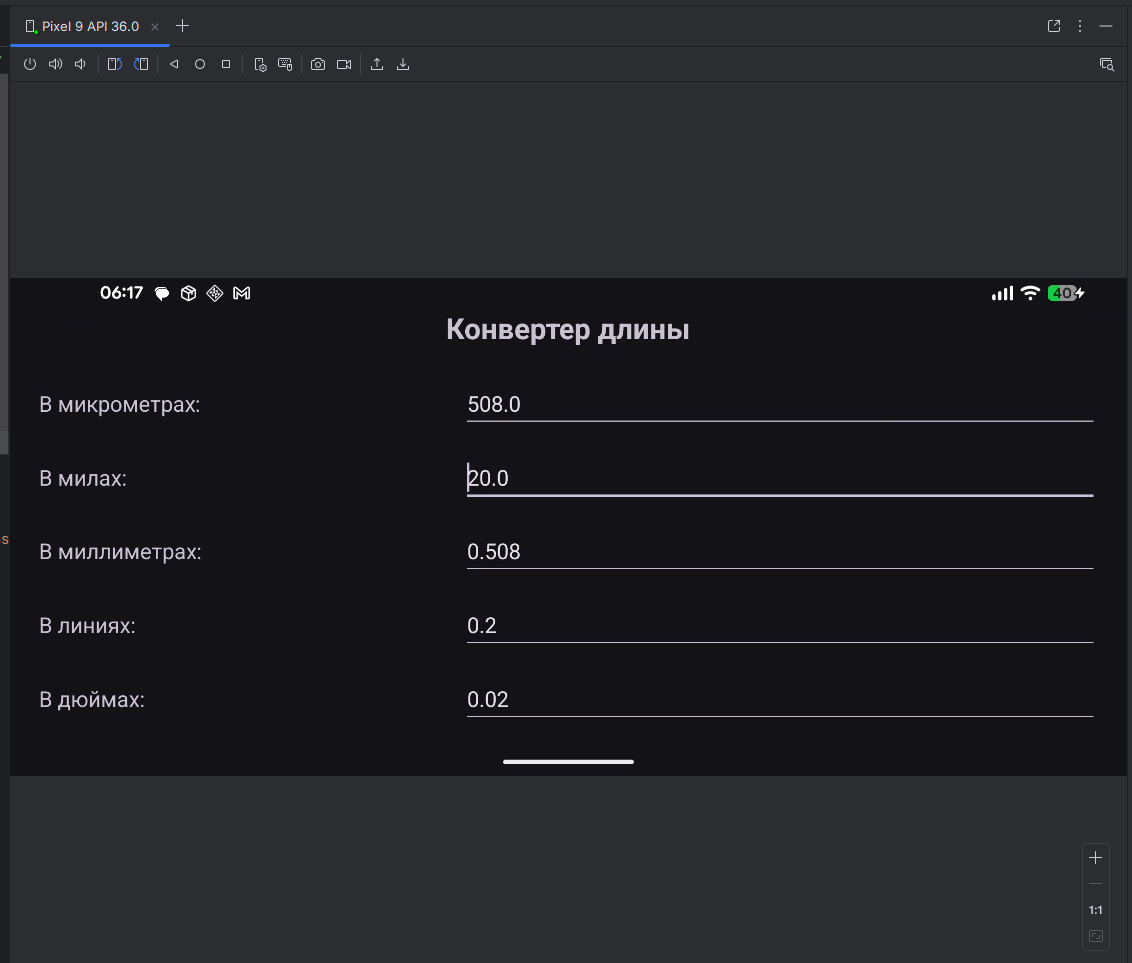 Pixel 9 API 36.0
06:17
40
Конвертер длины
В микрометрах: 508.0
В милах: 20.0
В миллиметрах: 0.508
В линиях: 0.2
В дюймах: 0.02
s
1:1